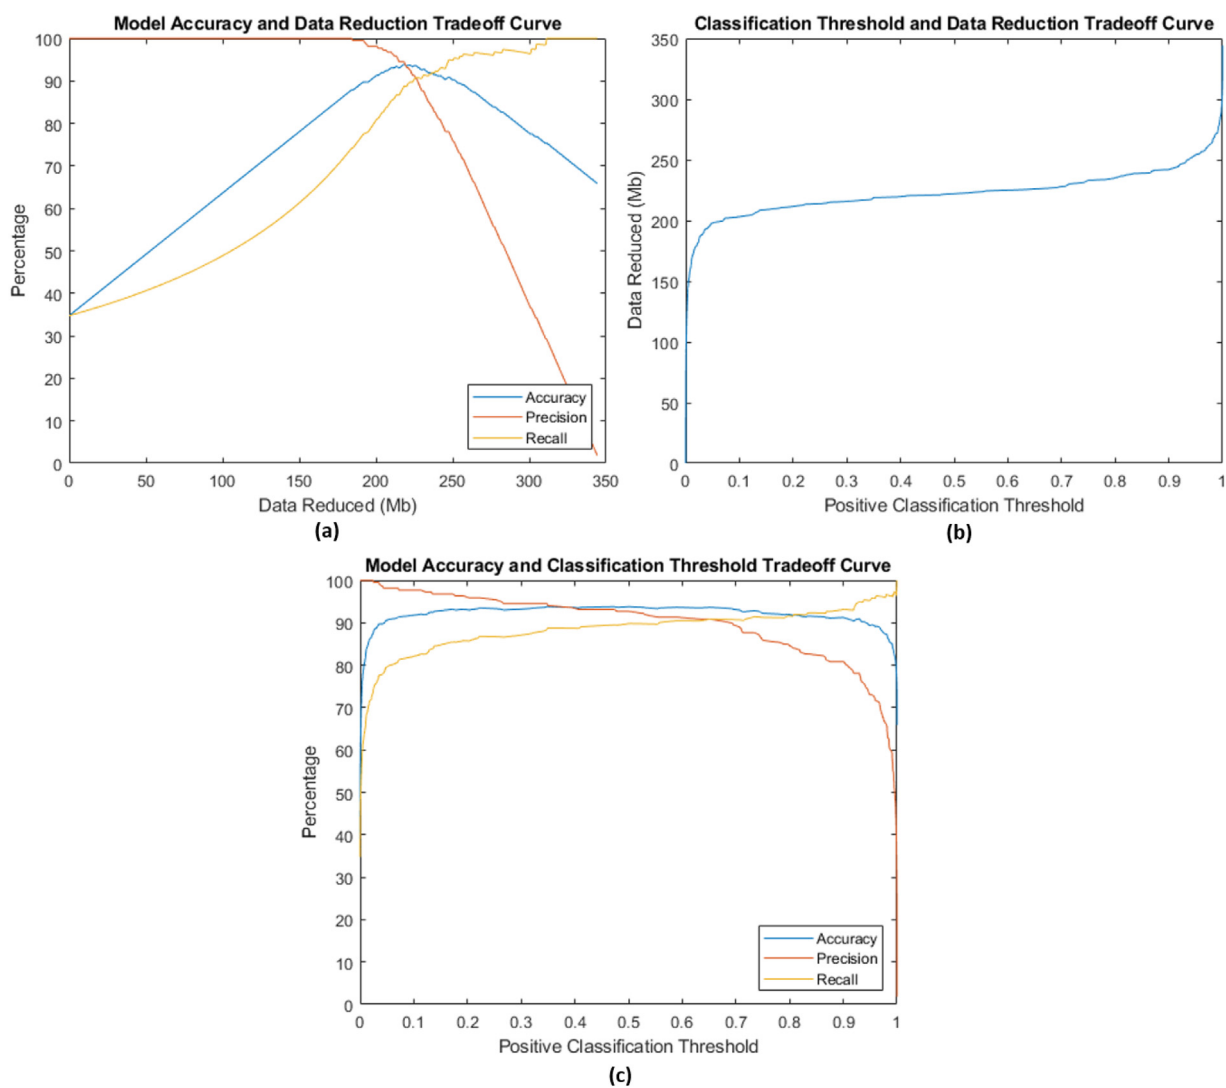 Model Accuracy and Data Reduction Tradeoff Curve
100
90
80
70
60
50
40
30
20
10
0
Percentage
0 50 100 150 200 250 300 350
Data Reduced (Mb)
Accuracy
Precision
Recall
(a)
Classification Threshold and Data Reduction Tradeoff Curve
350
300
250
200
150
100
50
0
Data Reduced (Mb)
0 0.1 0.2 0.3 0.4 0.5 0.6 0.7 0.8 0.9 1
Positive Classification Threshold
(b)
Model Accuracy and Classification Threshold Tradeoff Curve
100
90
80
70
60
50
40
30
20
10
0
Percentage
0 0.1 0.2 0.3 0.4 0.5 0.6 0.7 0.8 0.9 1
Positive Classification Threshold
Accuracy
Precision
Recall
(c)